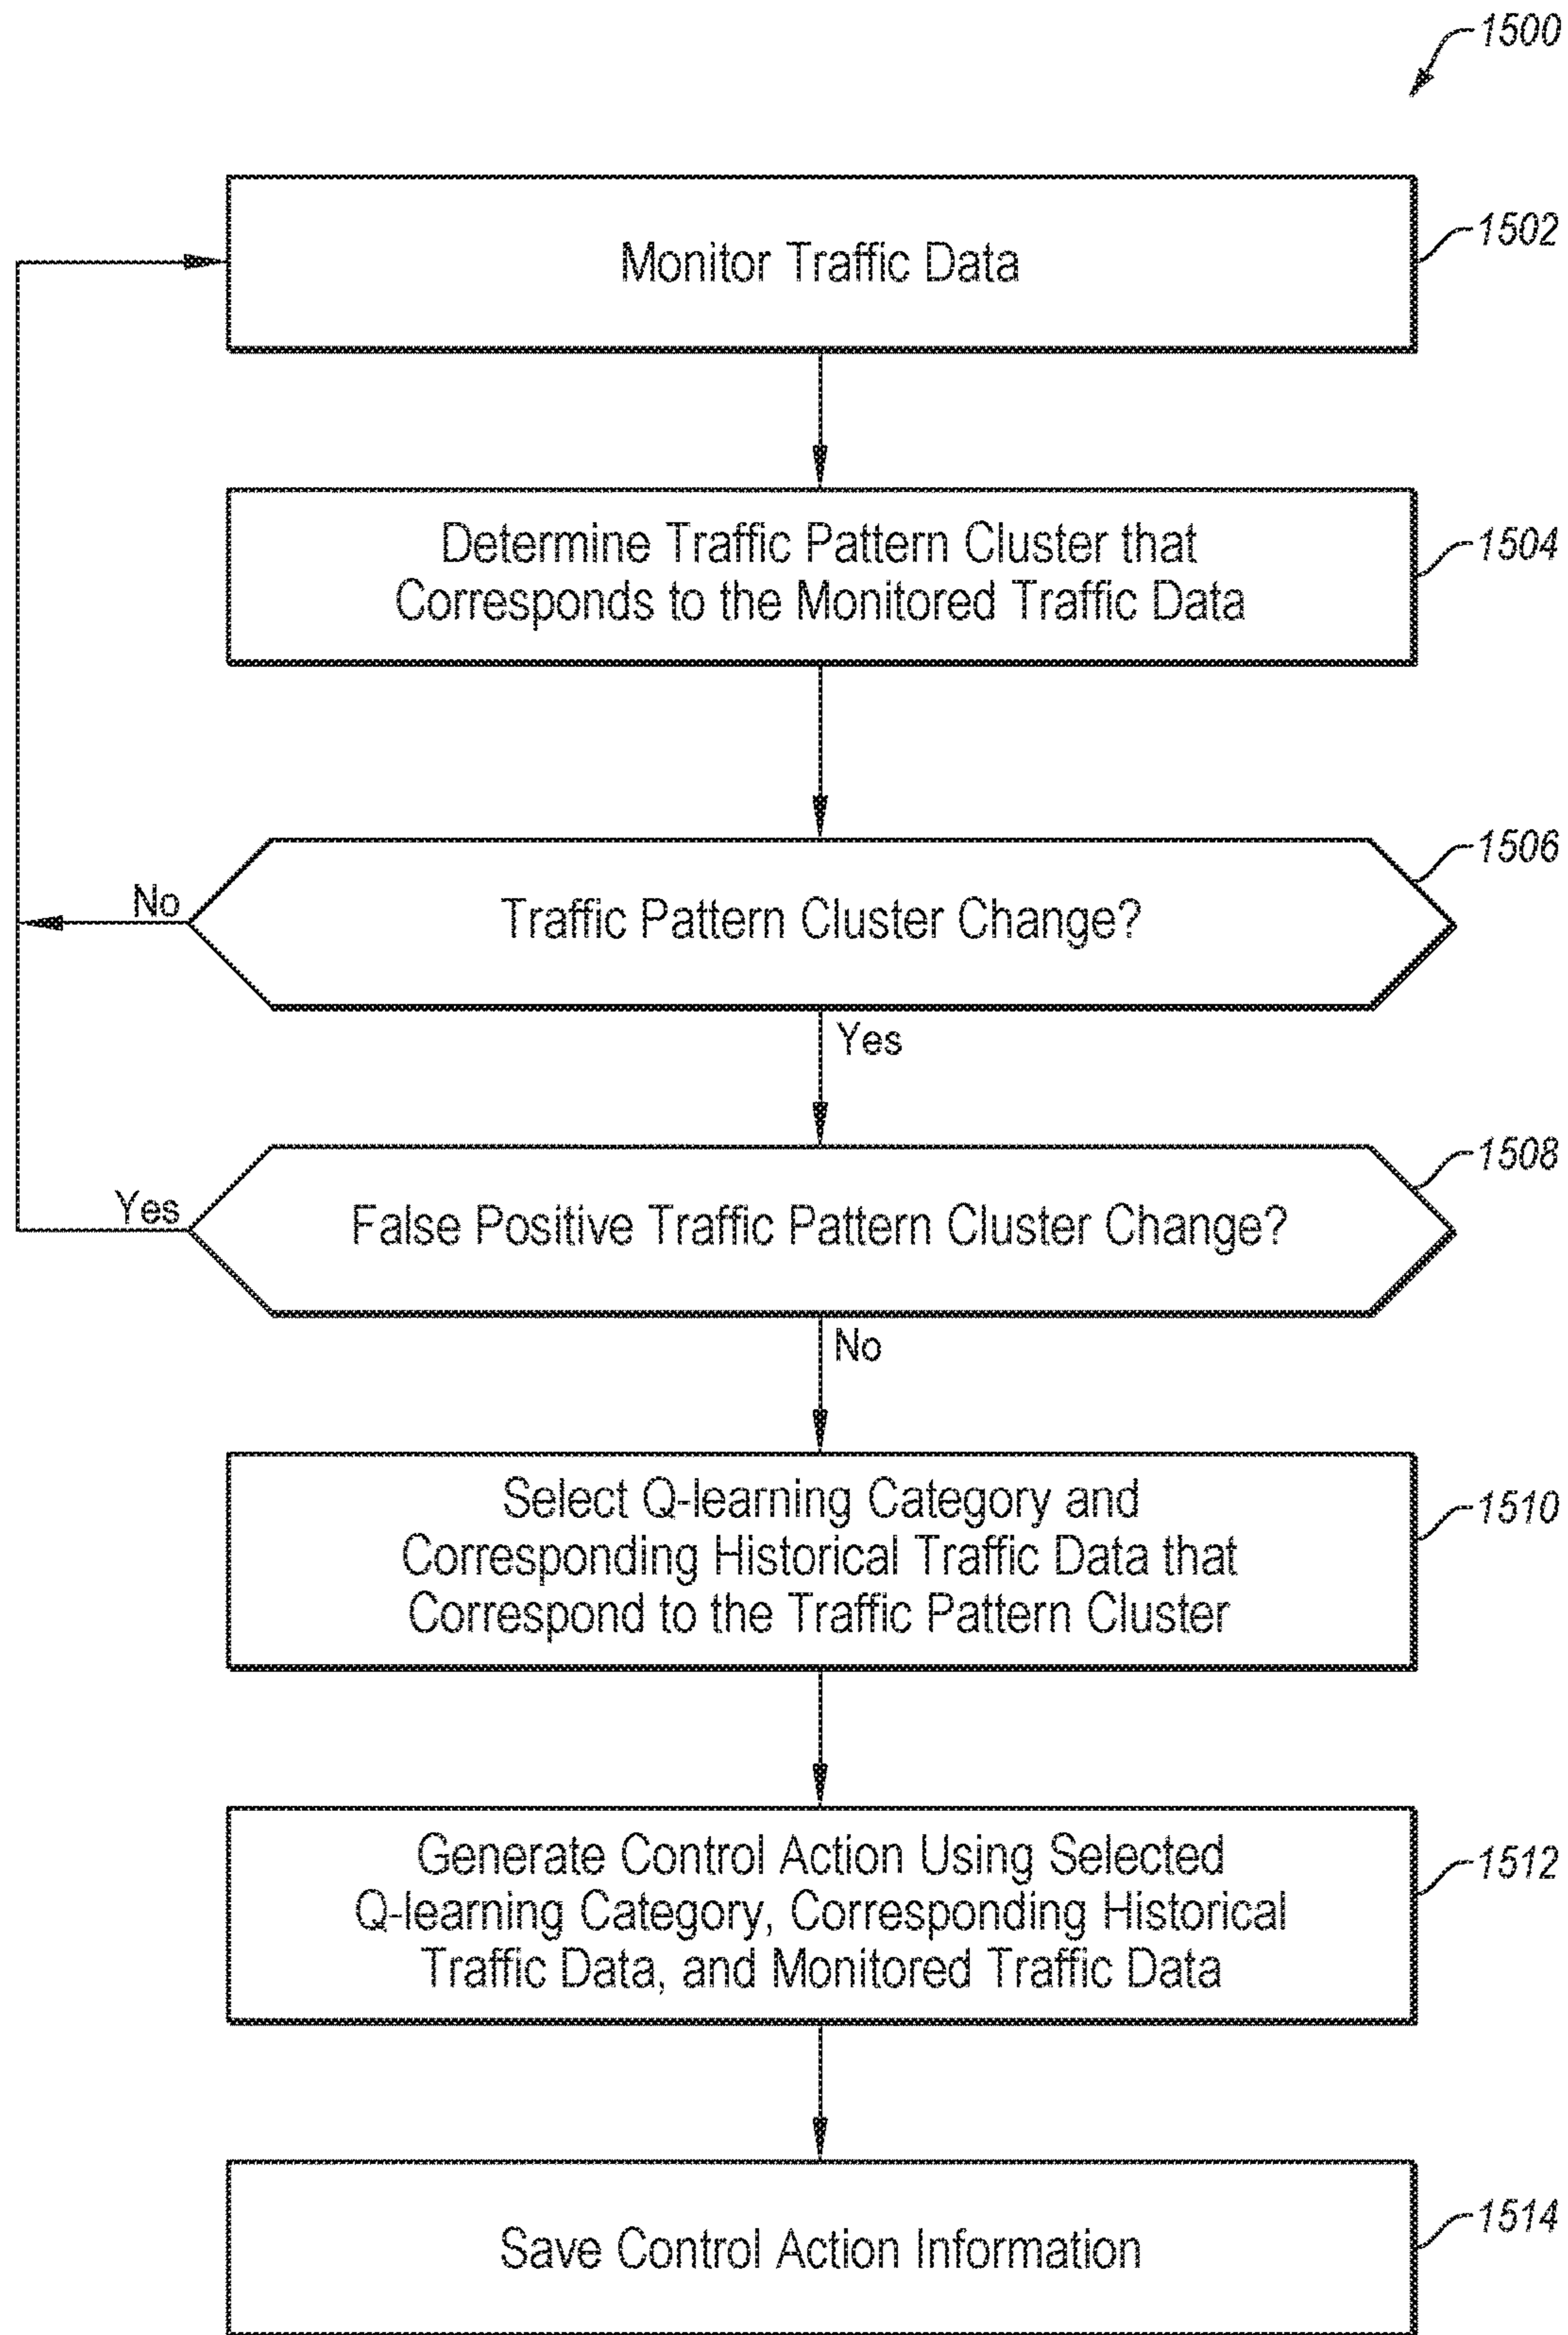 1500
Monitor Traffic Data
1502
Determine Traffic Pattern Cluster that
Corresponds to the Monitored Traffic Data
1504
Traffic Pattern Cluster Change?
1506
No
Yes
False Positive Traffic Pattern Cluster Change?
1508
Yes
No
Select Q-learning Category and
Corresponding Historical Traffic Data that
Correspond to the Traffic Pattern Cluster
1510
Generate Control Action Using Selected
Q-learning Category, Corresponding Historical
Traffic Data, and Monitored Traffic Data
1512
Save Control Action Information
1514